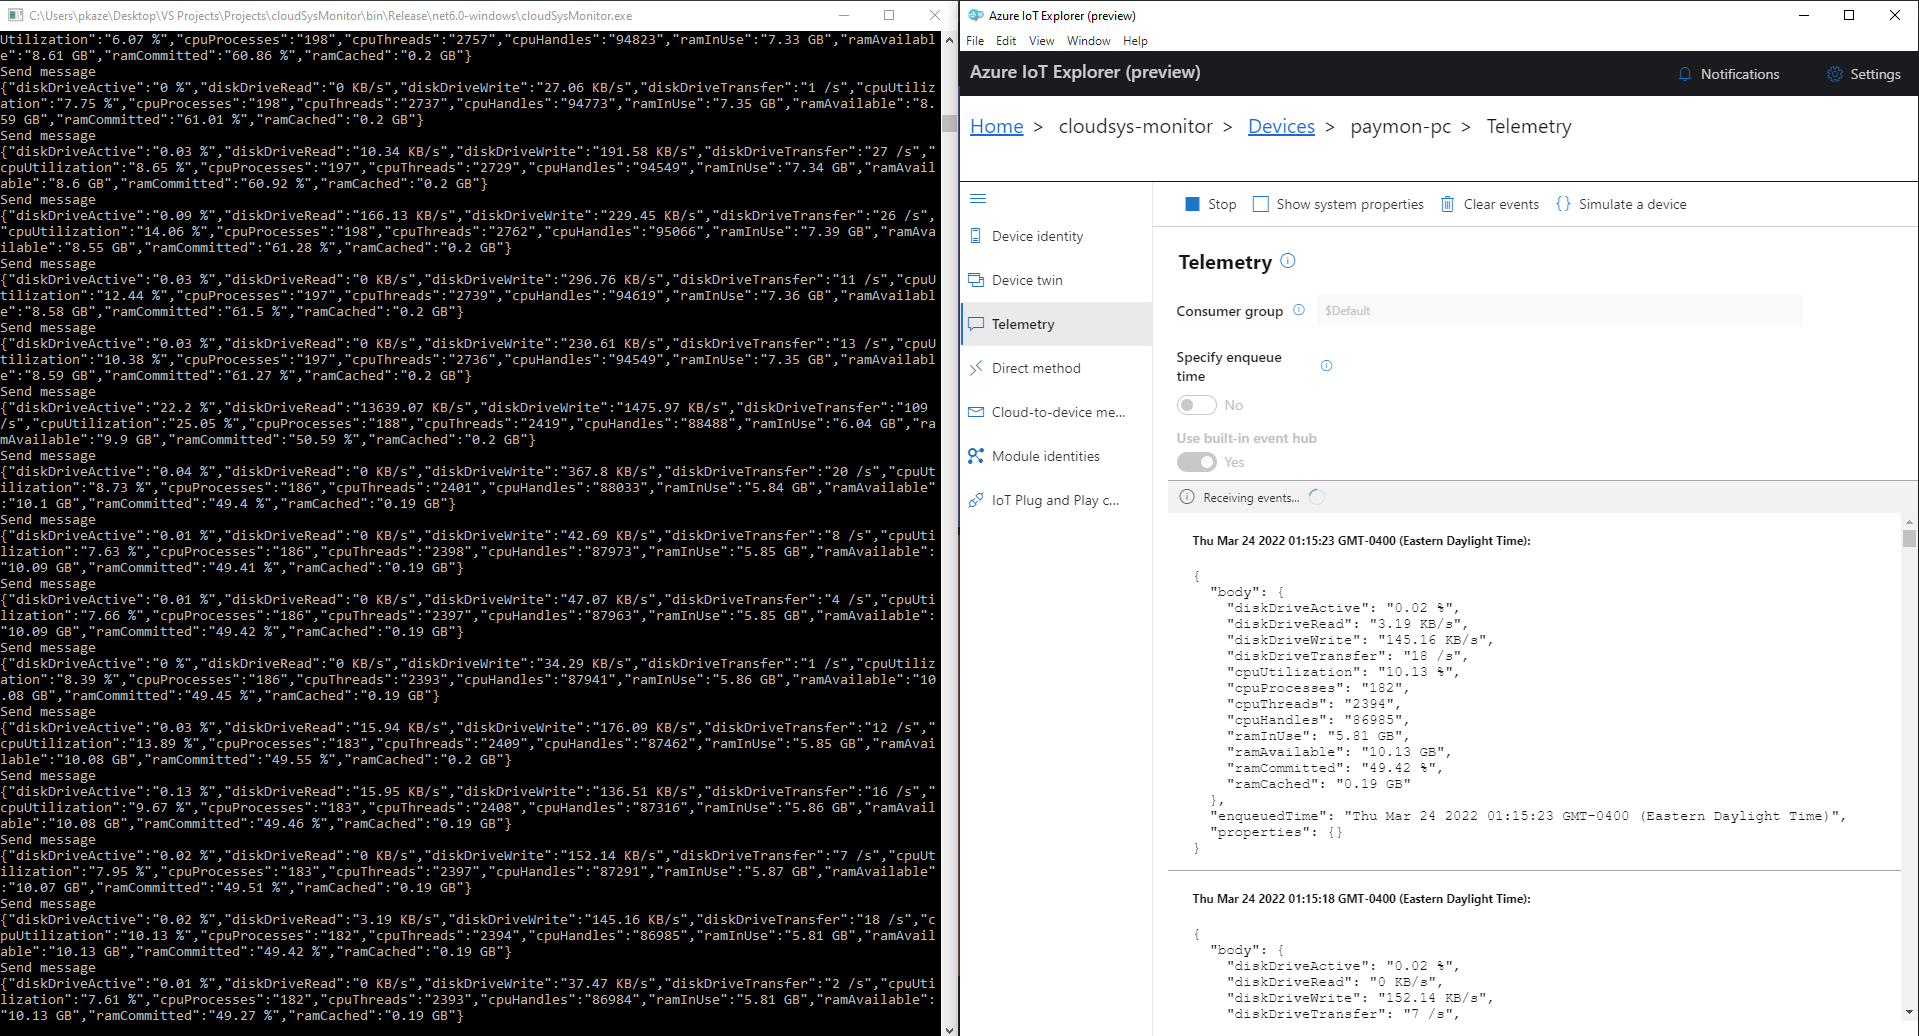 C:\Users\pkaze\Desktop\VS Projects\Projects\cloudSysMonitor\bin\Release\net6.0-windows\cloudSysMonitor.exe
Utilization":"6.07 %","cpuProcesses":"198","cpuThreads":"2757","cpuHandles":"94823","ramInUse":"7.33 GB","ramAvailabl
e":"8.61 GB","ramCommitted":"60.86 %","ramCached":"0.2 GB"}
Send message
{"diskDriveActive":"0 %","diskDriveRead":"0 KB/s","diskDriveWrite":"27.06 KB/s","diskDriveTransfer":"1 /s","cpuUtiliz
ation":"7.75 %","cpuProcesses":"198","cpuThreads":"2737","cpuHandles":"94773","ramInUse":"7.35 GB","ramAvailable":"8.
59 GB","ramCommitted":"61.01 %","ramCached":"0.2 GB"}
Send message
{"diskDriveActive":"0.03 %","diskDriveRead":"10.34 KB/s","diskDriveWrite":"191.58 KB/s","diskDriveTransfer":"27 /s","
cpuUtilization":"8.65 %","cpuProcesses":"197","cpuThreads":"2729","cpuHandles":"94549","ramInUse":"7.34 GB","ramAvail
able":"8.6 GB","ramCommitted":"60.92 %","ramCached":"0.2 GB"}
Send message
{"diskDriveActive":"0.09 %","diskDriveRead":"166.13 KB/s","diskDriveWrite":"229.45 KB/s","diskDriveTransfer":"26 /s",
"cpuUtilization":"14.06 %","cpuProcesses":"198","cpuThreads":"2762","cpuHandles":"95066","ramInUse":"7.39 GB","ramAva
ilable":"8.55 GB","ramCommitted":"61.28 %","ramCached":"0.2 GB"}
Send message
{"diskDriveActive":"0.03 %","diskDriveRead":"0 KB/s","diskDriveWrite":"296.76 KB/s","diskDriveTransfer":"11 /s","cpuU
tilization":"12.44 %","cpuProcesses":"197","cpuThreads":"2739","cpuHandles":"94619","ramInUse":"7.36 GB","ramAvailabl
e":"8.58 GB","ramCommitted":"61.5 %","ramCached":"0.2 GB"}
Send message
{"diskDriveActive":"0.03 %","diskDriveRead":"0 KB/s","diskDriveWrite":"230.61 KB/s","diskDriveTransfer":"13 /s","cpuU
tilization":"10.38 %","cpuProcesses":"197","cpuThreads":"2736","cpuHandles":"94549","ramInUse":"7.35 GB","ramAvailabl
e":"8.59 GB","ramCommitted":"61.27 %","ramCached":"0.2 GB"}
Send message
{"diskDriveActive":"22.2 %","diskDriveRead":"13639.07 KB/s","diskDriveWrite":"1475.97 KB/s","diskDriveTransfer":"109
/s","cpuUtilization":"25.05 %","cpuProcesses":"188","cpuThreads":"2419","cpuHandles":"88488","ramInUse":"6.04 GB","ra
mAvailable":"9.9 GB","ramCommitted":"50.59 %","ramCached":"0.2 GB"}
Send message
{"diskDriveActive":"0.04 %","diskDriveRead":"0 KB/s","diskDriveWrite":"367.8 KB/s","diskDriveTransfer":"20 /s","cpuUt
ilization":"8.73 %","cpuProcesses":"186","cpuThreads":"2401","cpuHandles":"88033","ramInUse":"5.84 GB","ramAvailable"
:"10.1 GB","ramCommitted":"49.4 %","ramCached":"0.19 GB"}
Send message
{"diskDriveActive":"0.01 %","diskDriveRead":"0 KB/s","diskDriveWrite":"42.69 KB/s","diskDriveTransfer":"8 /s","cpuUti
lization":"7.63 %","cpuProcesses":"186","cpuThreads":"2398","cpuHandles":"87973","ramInUse":"5.85 GB","ramAvailable":
"10.09 GB","ramCommitted":"49.41 %","ramCached":"0.19 GB"}
Send message
{"diskDriveActive":"0.01 %","diskDriveRead":"0 KB/s","diskDriveWrite":"47.07 KB/s","diskDriveTransfer":"4 /s","cpuUti
lization":"7.66 %","cpuProcesses":"186","cpuThreads":"2397","cpuHandles":"87963","ramInUse":"5.85 GB","ramAvailable":
"10.09 GB","ramCommitted":"49.42 %","ramCached":"0.19 GB"}
Send message
{"diskDriveActive":"0 %","diskDriveRead":"0 KB/s","diskDriveWrite":"34.29 KB/s","diskDriveTransfer":"1 /s","cpuUtiliz
ation":"8.39 %","cpuProcesses":"186","cpuThreads":"2393","cpuHandles":"87941","ramInUse":"5.86 GB","ramAvailable":"10
.08 GB","ramCommitted":"49.45 %","ramCached":"0.19 GB"}
Send message
{"diskDriveActive":"0.03 %","diskDriveRead":"15.94 KB/s","diskDriveWrite":"176.09 KB/s","diskDriveTransfer":"12 /s","
cpuUtilization":"13.89 %","cpuProcesses":"183","cpuThreads":"2409","cpuHandles":"87462","ramInUse":"5.85 GB","ramAvai
lable":"10.08 GB","ramCommitted":"49.55 %","ramCached":"0.2 GB"}
Send message
{"diskDriveActive":"0.13 %","diskDriveRead":"15.95 KB/s","diskDriveWrite":"136.51 KB/s","diskDriveTransfer":"16 /s","
cpuUtilization":"9.67 %","cpuProcesses":"183","cpuThreads":"2408","cpuHandles":"87316","ramInUse":"5.86 GB","ramAvail
able":"10.08 GB","ramCommitted":"49.46 %","ramCached":"0.19 GB"}
Send message
{"diskDriveActive":"0.02 %","diskDriveRead":"0 KB/s","diskDriveWrite":"152.14 KB/s","diskDriveTransfer":"7 /s","cpuUt
ilization":"7.95 %","cpuProcesses":"183","cpuThreads":"2397","cpuHandles":"87291","ramInUse":"5.87 GB","ramAvailable"
:"10.07 GB","ramCommitted":"49.51 %","ramCached":"0.19 GB"}
Send message
{"diskDriveActive":"0.02 %","diskDriveRead":"3.19 KB/s","diskDriveWrite":"145.16 KB/s","diskDriveTransfer":"18 /s","c
puUtilization":"10.13 %","cpuProcesses":"182","cpuThreads":"2394","cpuHandles":"86985","ramInUse":"5.81 GB","ramAvail
able":"10.13 GB","ramCommitted":"49.42 %","ramCached":"0.19 GB"}
Send message
{"diskDriveActive":"0.01 %","diskDriveRead":"0 KB/s","diskDriveWrite":"37.47 KB/s","diskDriveTransfer":"2 /s","cpuUti
lization":"7.61 %","cpuProcesses":"182","cpuThreads":"2393","cpuHandles":"86984","ramInUse":"5.81 GB","ramAvailable":
"10.13 GB","ramCommitted":"49.27 %","ramCached":"0.19 GB"}
Azure IoT Explorer (preview)
File Edit View Window Help
Azure IoT Explorer (preview)
Notifications
Settings
Home > cloudsys-monitor > Devices > paymon-pc > Telemetry
Device identity
Device twin
Telemetry
Direct method
Cloud-to-device me...
Module identities
IoT Plug and Play c...
Stop
Show system properties
Clear events
{} Simulate a device
Telemetry
Consumer group
$Default
Specify enqueue
time
No
Use built-in event hub
Yes
Receiving events...
Thu Mar 24 2022 01:15:23 GMT-0400 (Eastern Daylight Time):
{
"body": {
"diskDriveActive": "0.02 %",
"diskDriveRead": "3.19 KB/s",
"diskDriveWrite": "145.16 KB/s",
"diskDriveTransfer": "18 /s",
"cpuUtilization": "10.13 %",
"cpuProcesses": "182",
"cpuThreads": "2394",
"cpuHandles": "86985",
"ramInUse": "5.81 GB",
"ramAvailable": "10.13 GB",
"ramCommitted": "49.42 %",
"ramCached": "0.19 GB"
},
"enqueuedTime": "Thu Mar 24 2022 01:15:23 GMT-0400 (Eastern Daylight Time)",
"properties": {}
}
Thu Mar 24 2022 01:15:18 GMT-0400 (Eastern Daylight Time):
{
"body": {
"diskDriveActive": "0.02 %",
"diskDriveRead": "0 KB/s",
"diskDriveWrite": "152.14 KB/s",
"diskDriveTransfer": "7 /s",